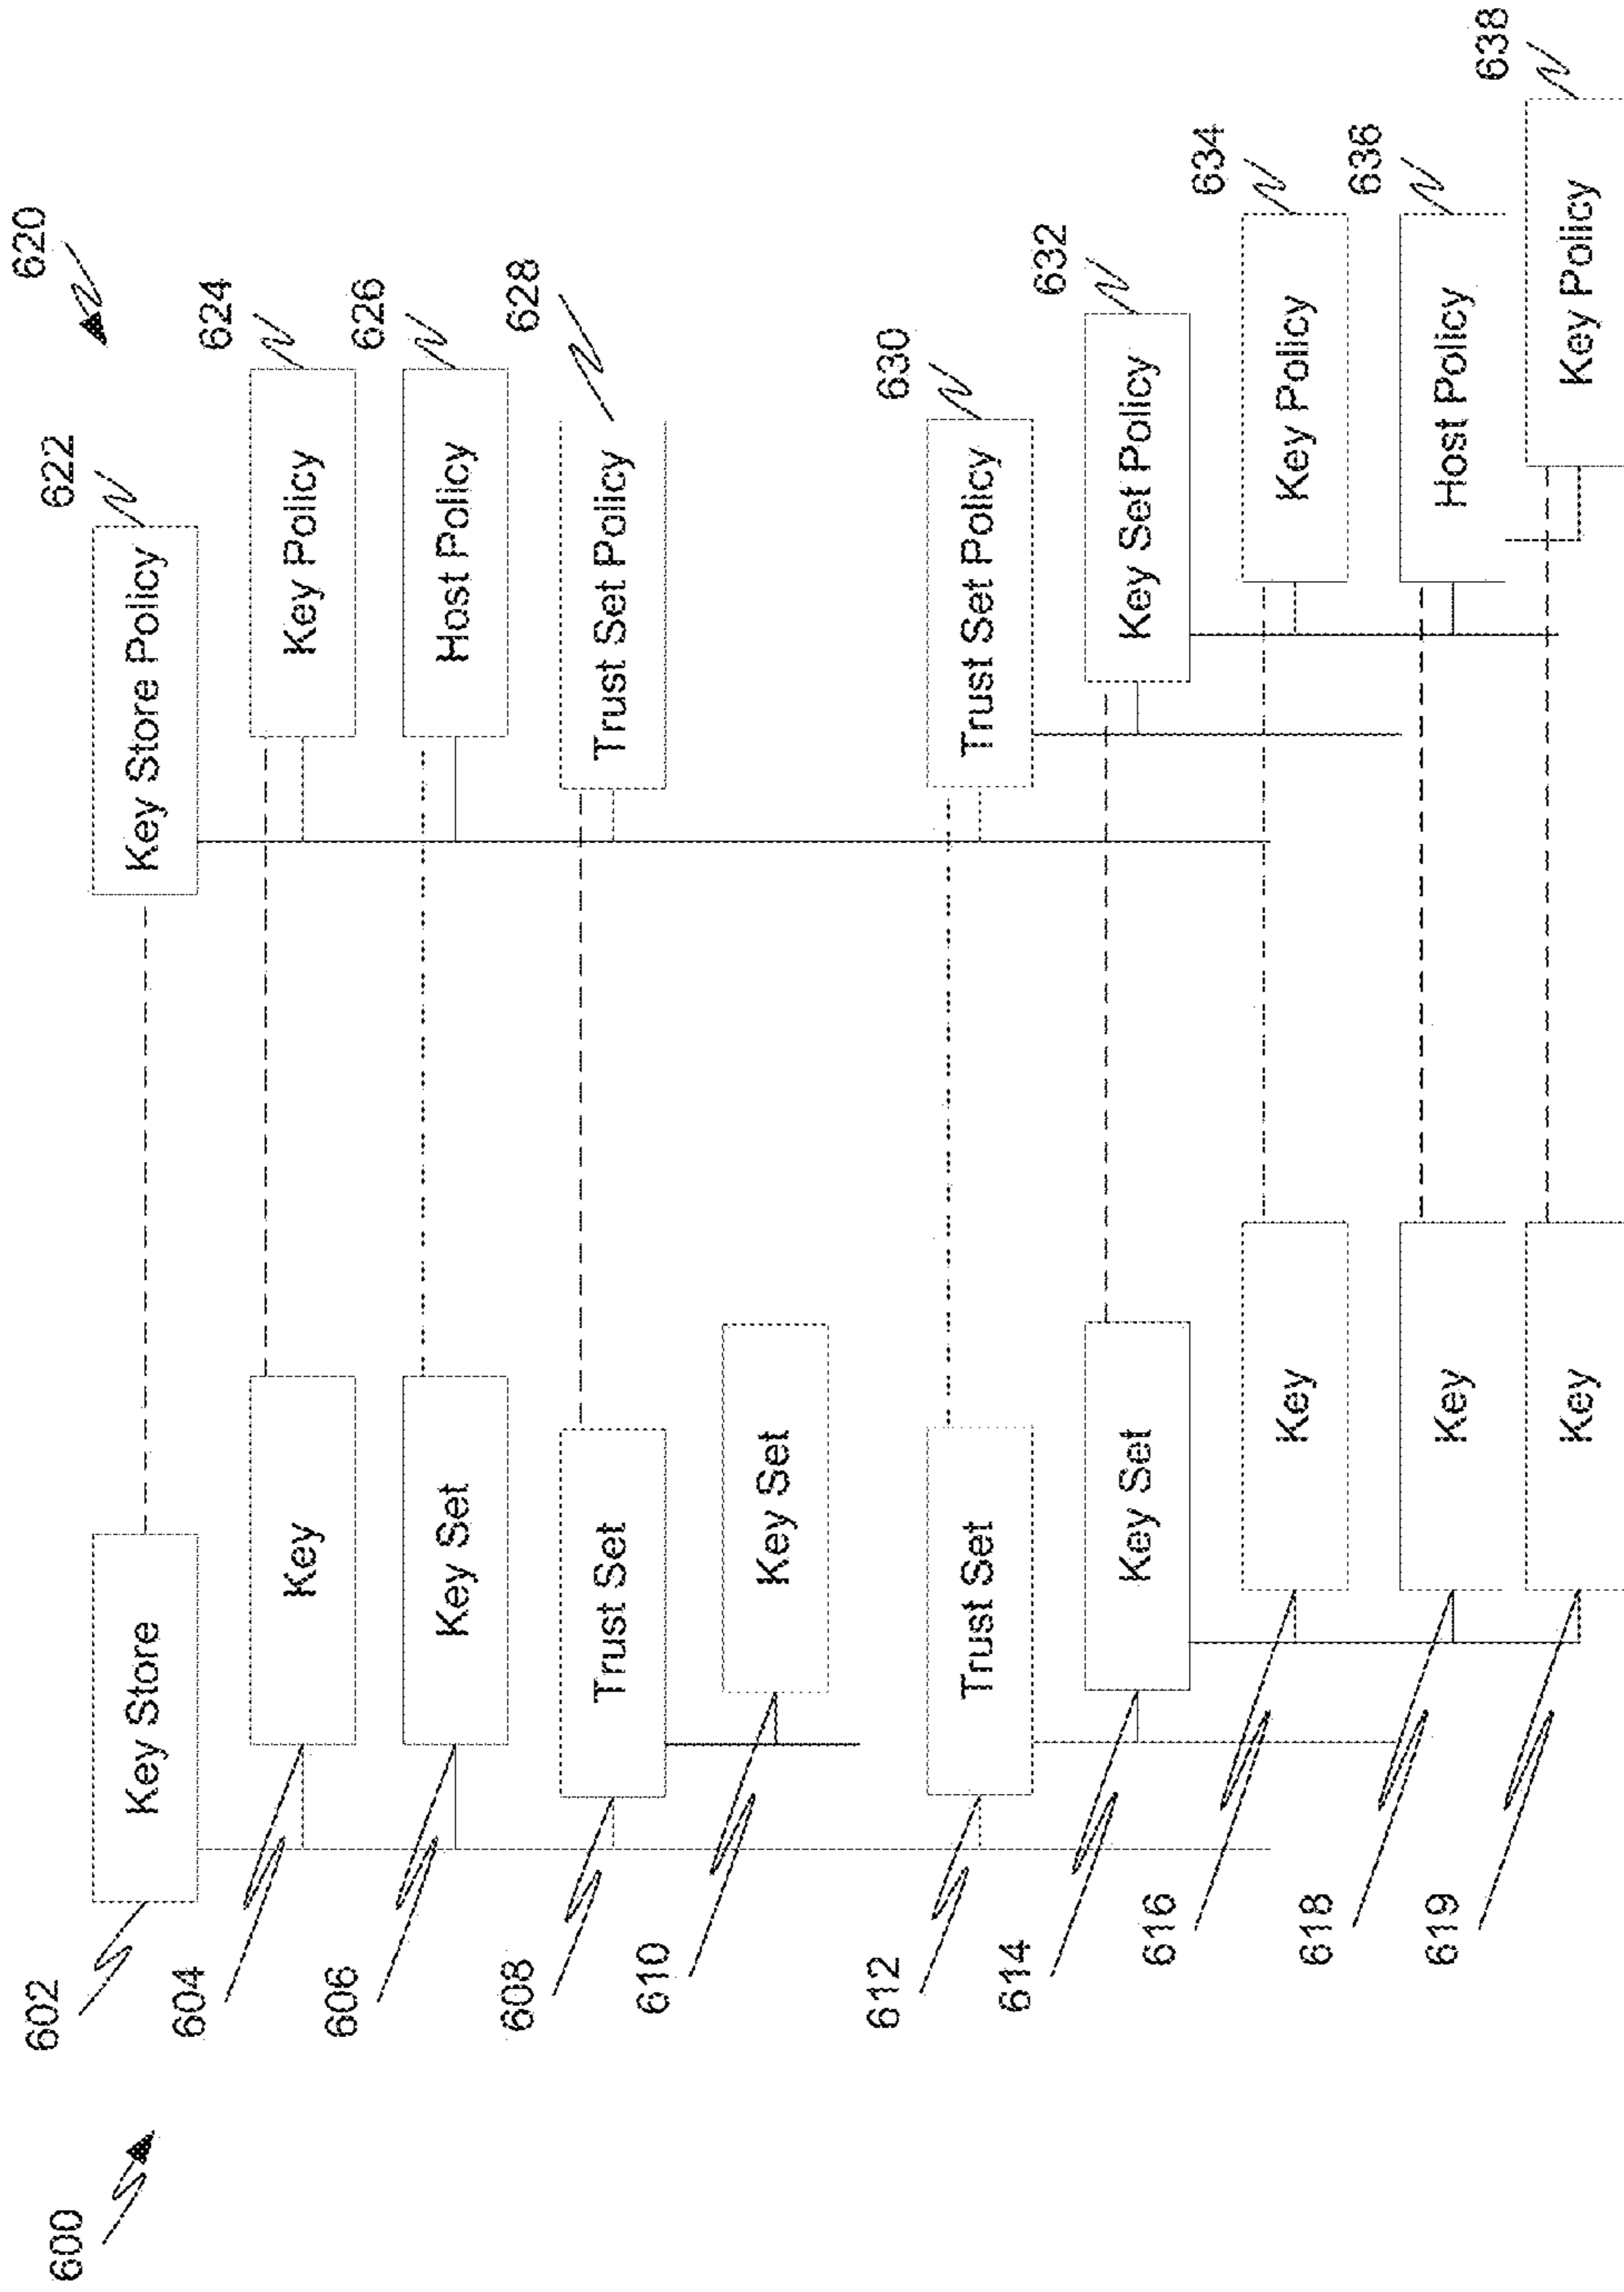 600
620
602
Key Store
Key Store Policy
622
604
Key
Key Policy
624
606
Key Set
Host Policy
626
608
Trust Set
Trust Set Policy
628
610
Key Set
612
Trust Set
Trust Set Policy
630
614
Key Set
Key Set Policy
632
616
Key
Key Policy
634
618
Key
Host Policy
636
619
Key
Key Policy
638